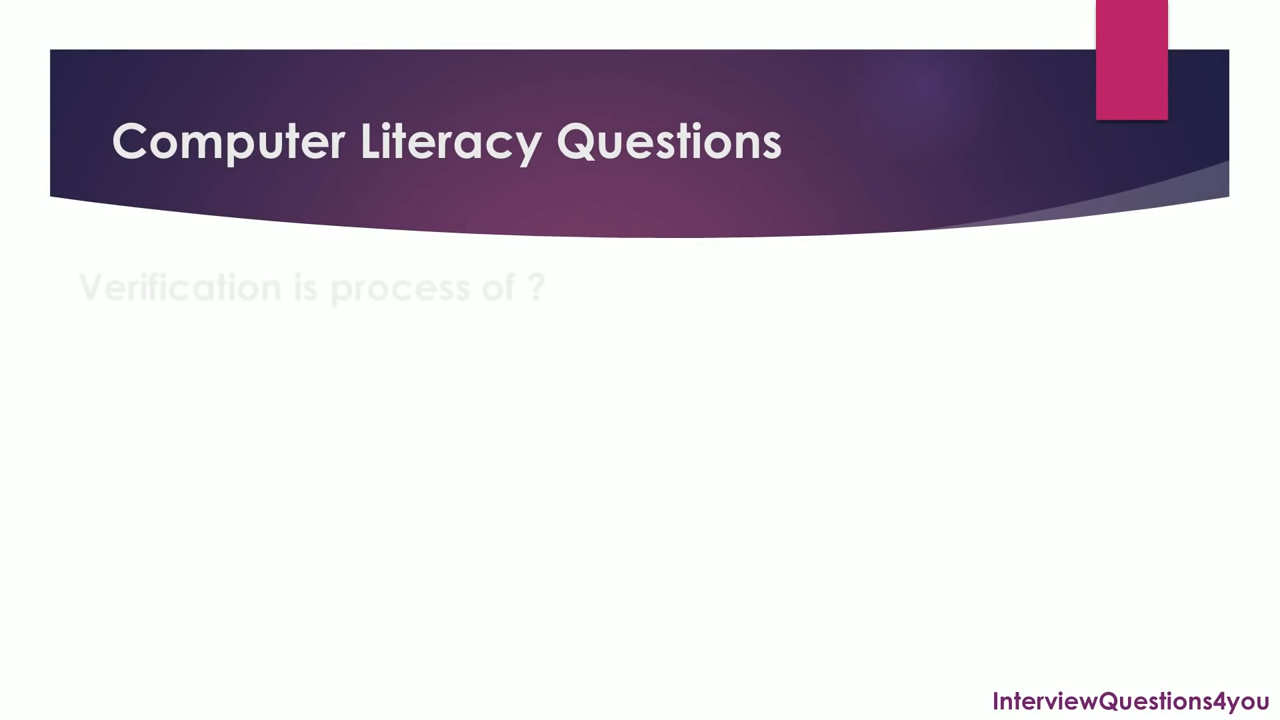 Computer Literacy Questions
Verification is process of ?
InterviewQuestions4you